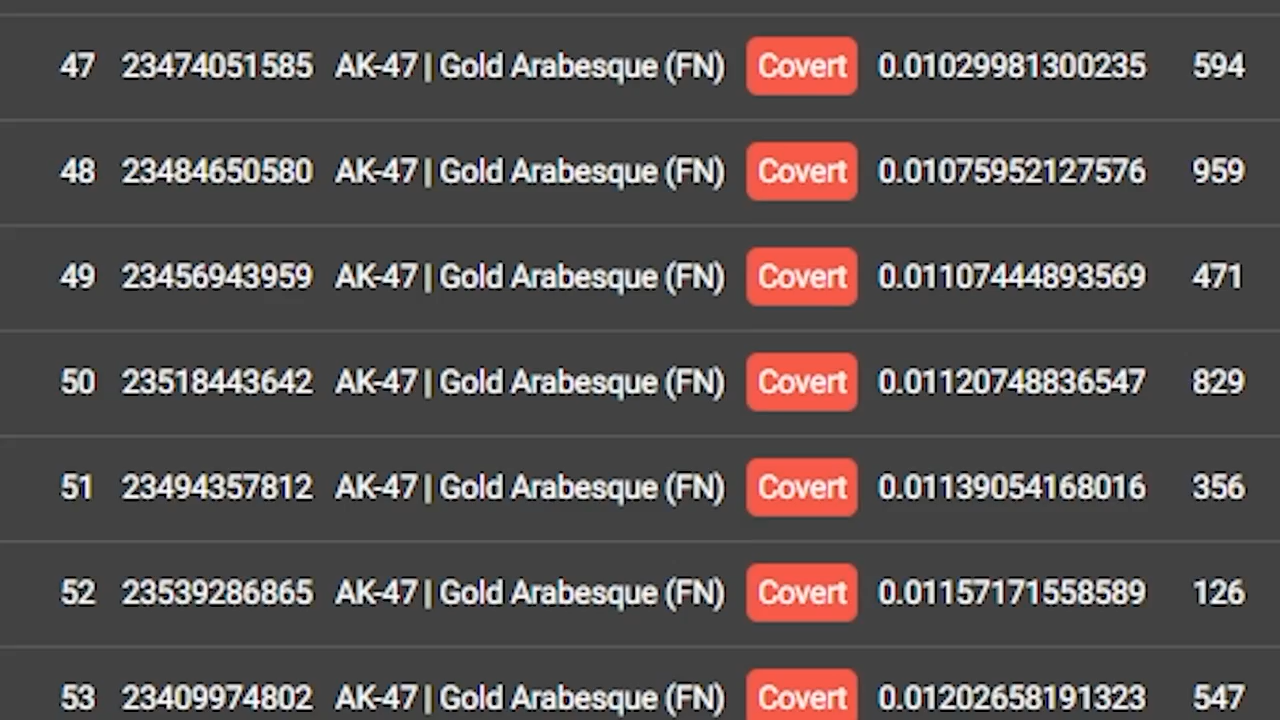 47 23474051585 AK-47 | Gold Arabesque (FN) Covert 0.01029981300235 594
48 23484650580 AK-47 | Gold Arabesque (FN) Covert 0.01075952127576 959
49 23456943959 AK-47 | Gold Arabesque (FN) Covert 0.01107444893569 471
50 23518443642 AK-47 | Gold Arabesque (FN) Covert 0.01120748836547 829
51 23494357812 AK-47 | Gold Arabesque (FN) Covert 0.01139054168016 356
52 23539286865 AK-47 | Gold Arabesque (FN) Covert 0.01157171558589 126
53 23409974802 AK-47 | Gold Arabesque (FN) Covert 0.01202658191323 547